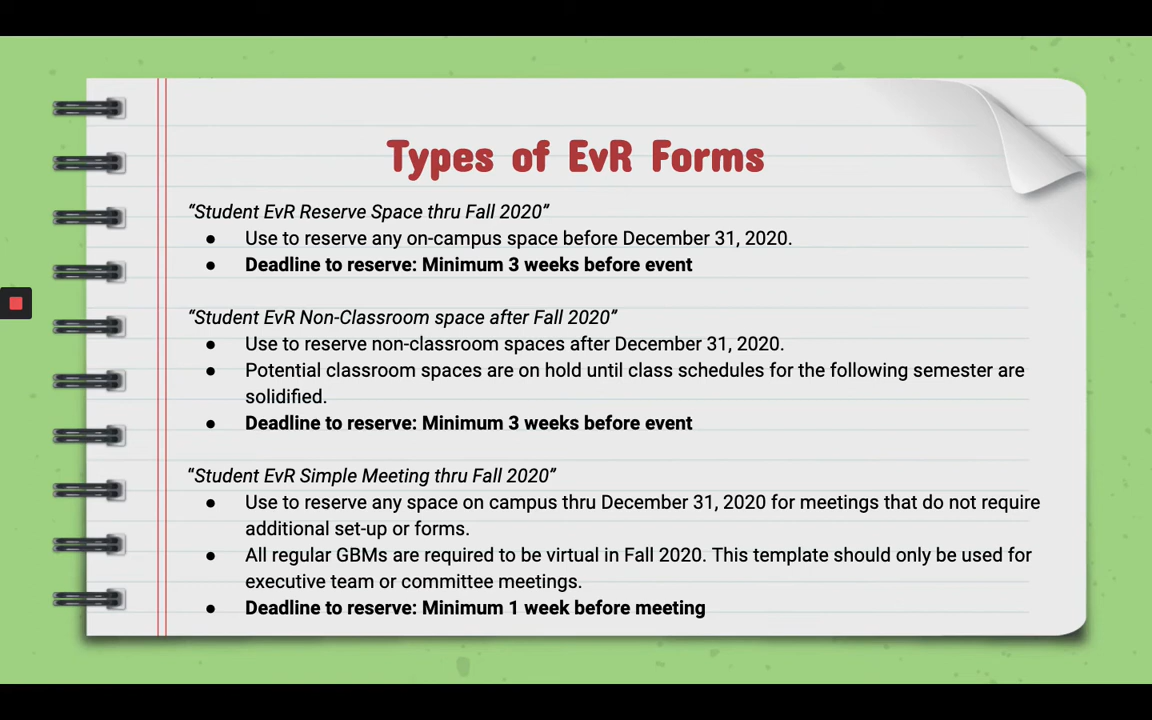 Types of EvR Forms
“Student EvR Reserve Space thru Fall 2020”
● Use to reserve any on-campus space before December 31, 2020.
● Deadline to reserve: Minimum 3 weeks before event
“Student EvR Non-Classroom space after Fall 2020”
● Use to reserve non-classroom spaces after December 31, 2020.
● Potential classroom spaces are on hold until class schedules for the following semester are
solidified.
● Deadline to reserve: Minimum 3 weeks before event
“Student EvR Simple Meeting thru Fall 2020”
● Use to reserve any space on campus thru December 31, 2020 for meetings that do not require
additional set-up or forms.
● All regular GBMs are required to be virtual in Fall 2020. This template should only be used for
executive team or committee meetings.
● Deadline to reserve: Minimum 1 week before meeting